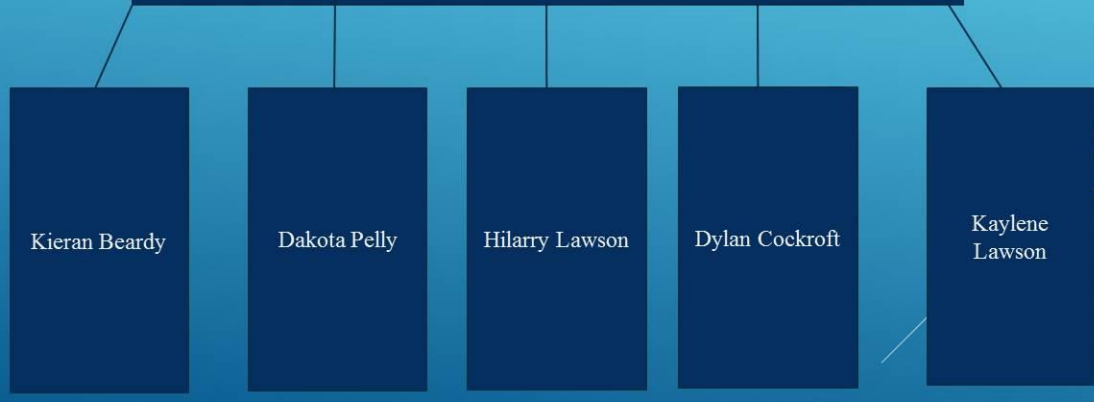 Kieran Beardy
Dakota Pelly
Hilarry Lawson
Dylan Cockroft
Kaylene
Lawson